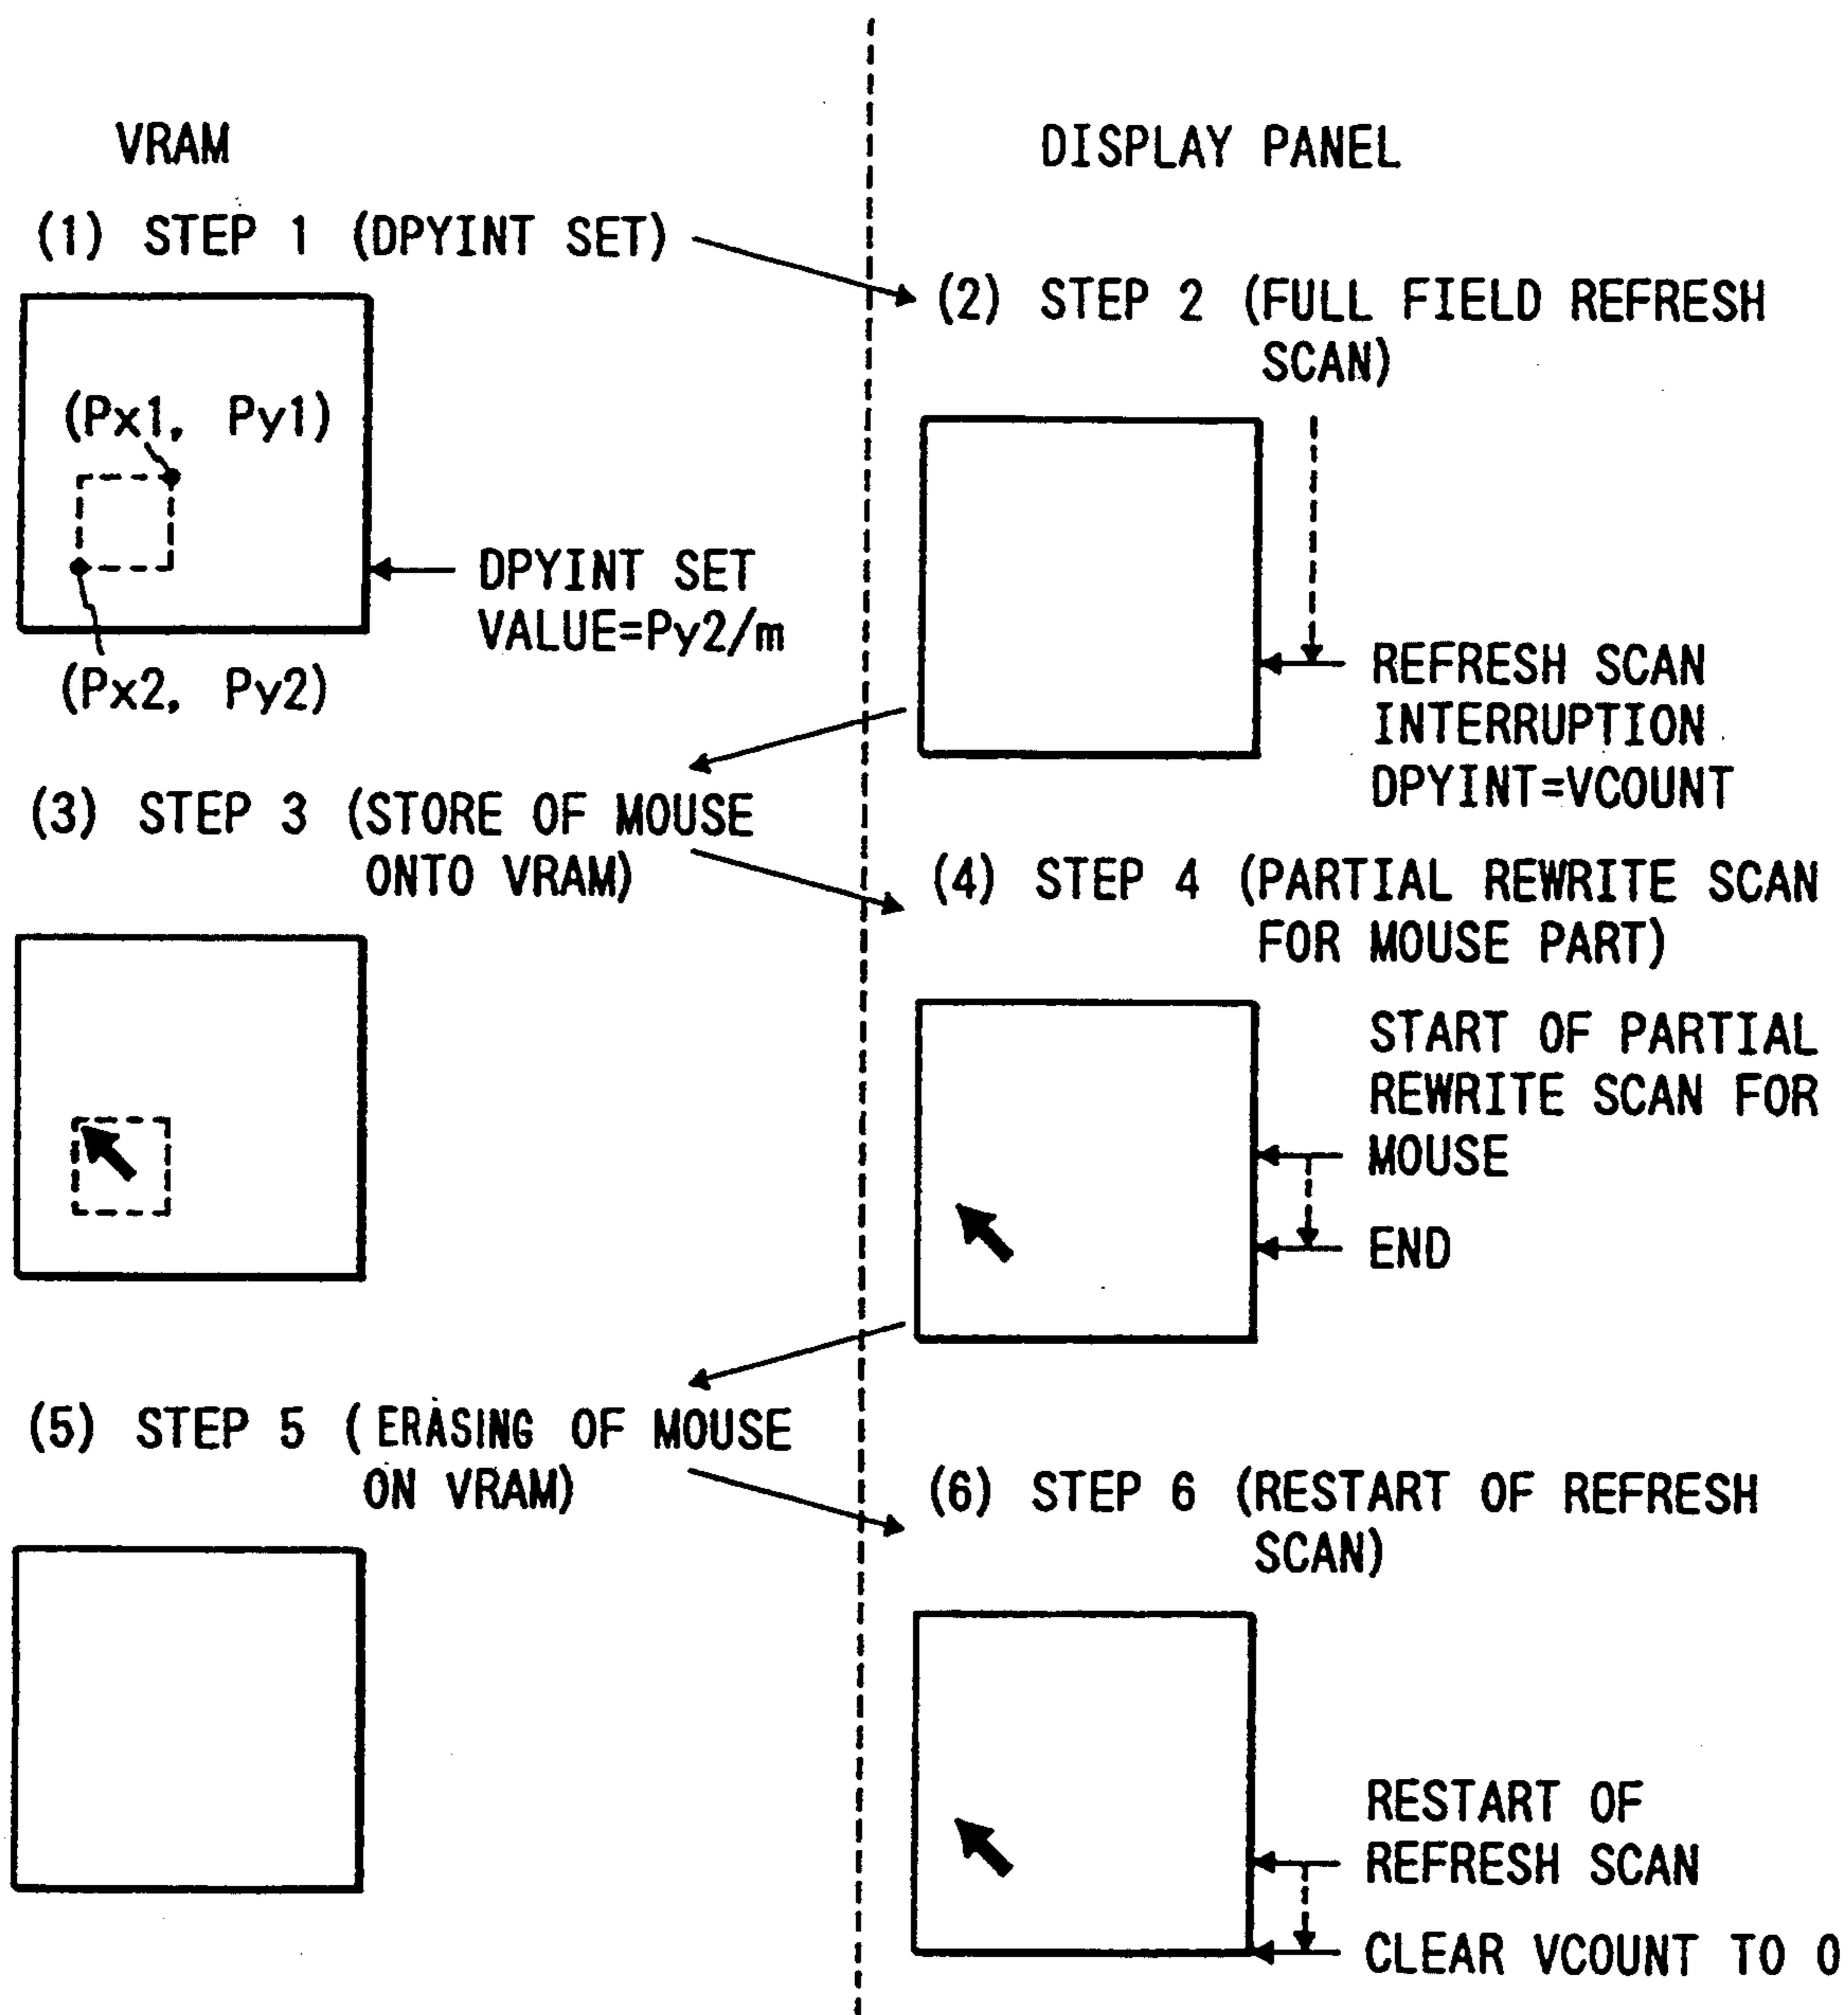 VRAM
DISPLAY PANEL
(1) STEP 1 (DPYINT SET)
(2) STEP 2 (FULL FIELD REFRESH
SCAN)
(Px1, Py1)
DPYINT SET
VALUE=Py2/m
(Px2, Py2)
REFRESH SCAN
INTERRUPTION
DPYINT=VCOUNT
(3) STEP 3 (STORE OF MOUSE
ONTO VRAM)
(4) STEP 4 (PARTIAL REWRITE SCAN
FOR MOUSE PART)
START OF PARTIAL
REWRITE SCAN FOR
MOUSE
END
(5) STEP 5 (ERASING OF MOUSE
ON VRAM)
(6) STEP 6 (RESTART OF REFRESH
SCAN)
RESTART OF
REFRESH SCAN
CLEAR VCOUNT TO 0